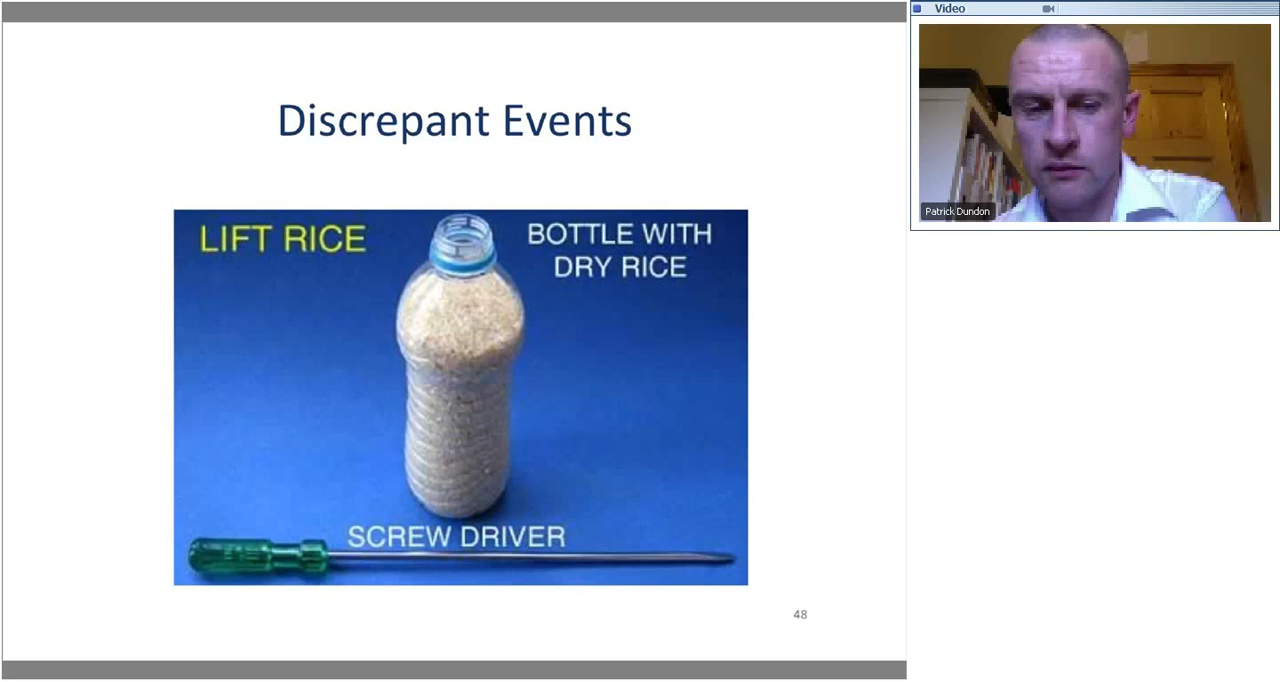 Discrepant Events
LIFT RICE
BOTTLE WITH
DRY RICE
SCREW DRIVER
48
Video
Patrick Dundon